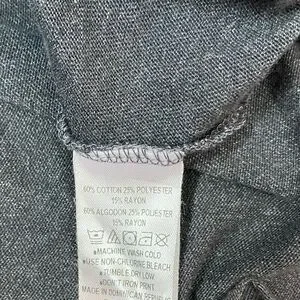 60% COTTON 25% POLYESTER
15% RAYON
60% ALGODON 25% POLIESTER
15% RAYON
•MACHINE WASH COLD
•USE NON-CHLORINE BLEACH
•TUMBLE DRY LOW
•DON'T IRON PRINT
MADE IN